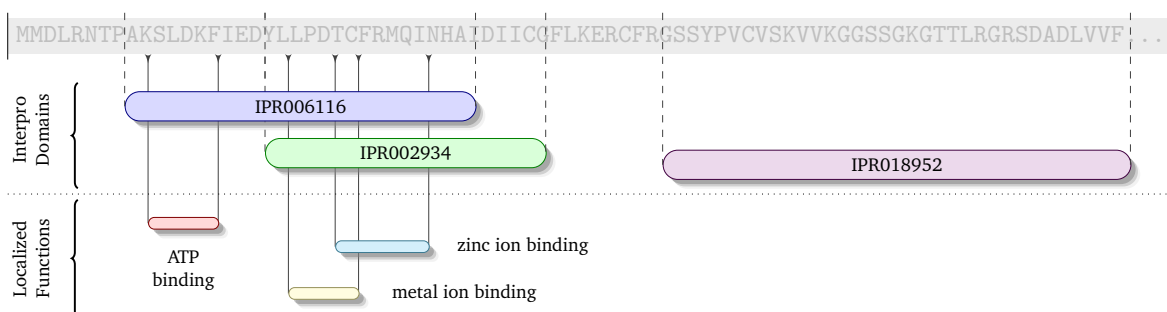 MMDLRNTPAKSLDKFIEDYLLPDTCFRMQINHAIDIICGFLKERCFRGSSYPVCVSKVVKGGSSGKGTTLRGRSDADLVVF...
Interpro
Domains
IPR006116
IPR002934
IPR018952
Localized
Functions
ATP
binding
zinc ion binding
metal ion binding